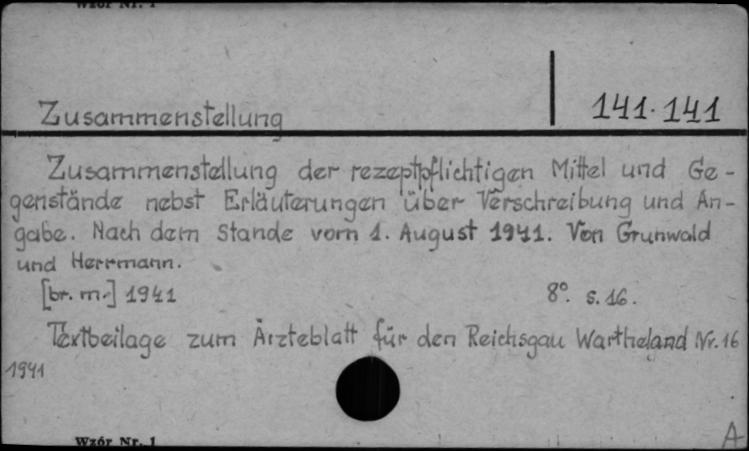 Wzór Nr. 1
Zusammenstellung
141.141
Zusammenstellung der rezeptpflichtigen Mittel und Ge-
genstände nebst Erläuterungen über Verschreibung und An-
gabe. Nach dem Stande vom 1. August 1941. Von Grunwald
und Herrmann.
[br. m.] 1941 8°. s. 16.
Textbeilage zum Ärzteblatt für den Reichsgau Wartheland Nr. 16
1941
Wzór Nr. 1
A